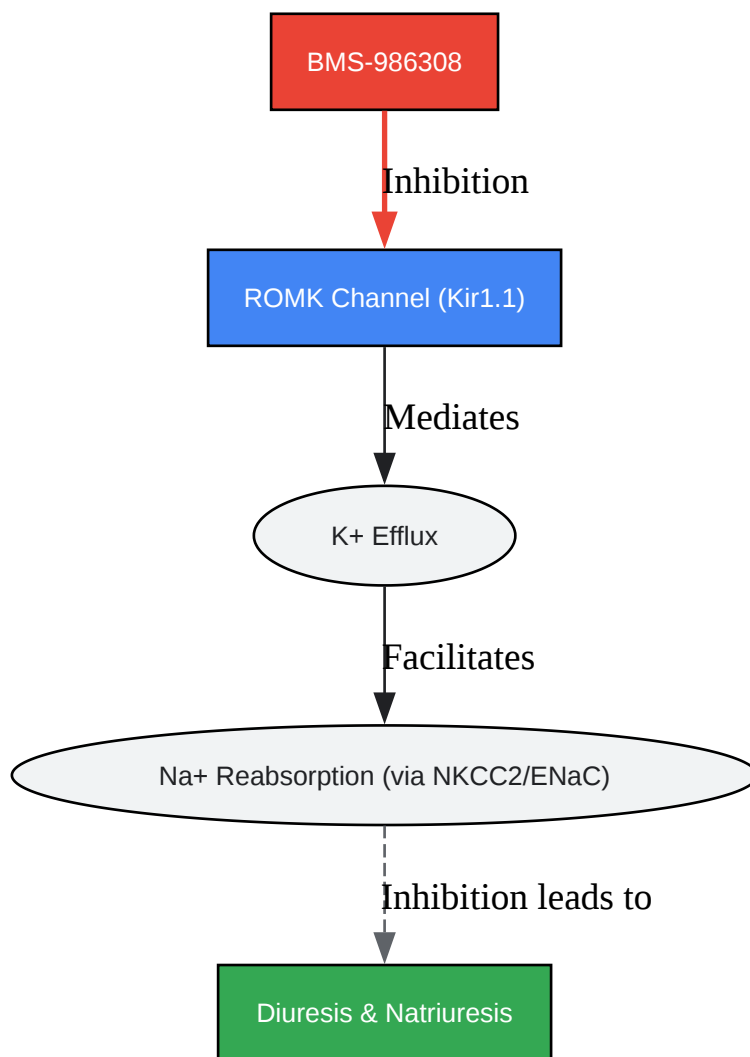 BMS-986308
Inhibition
ROMK Channel (Kir1.1)
Mediates
K+ Efflux
Facilitates
Na+ Reabsorption (via NKCC2/ENaC)
Inhibition leads to
Diuresis & Natriuresis